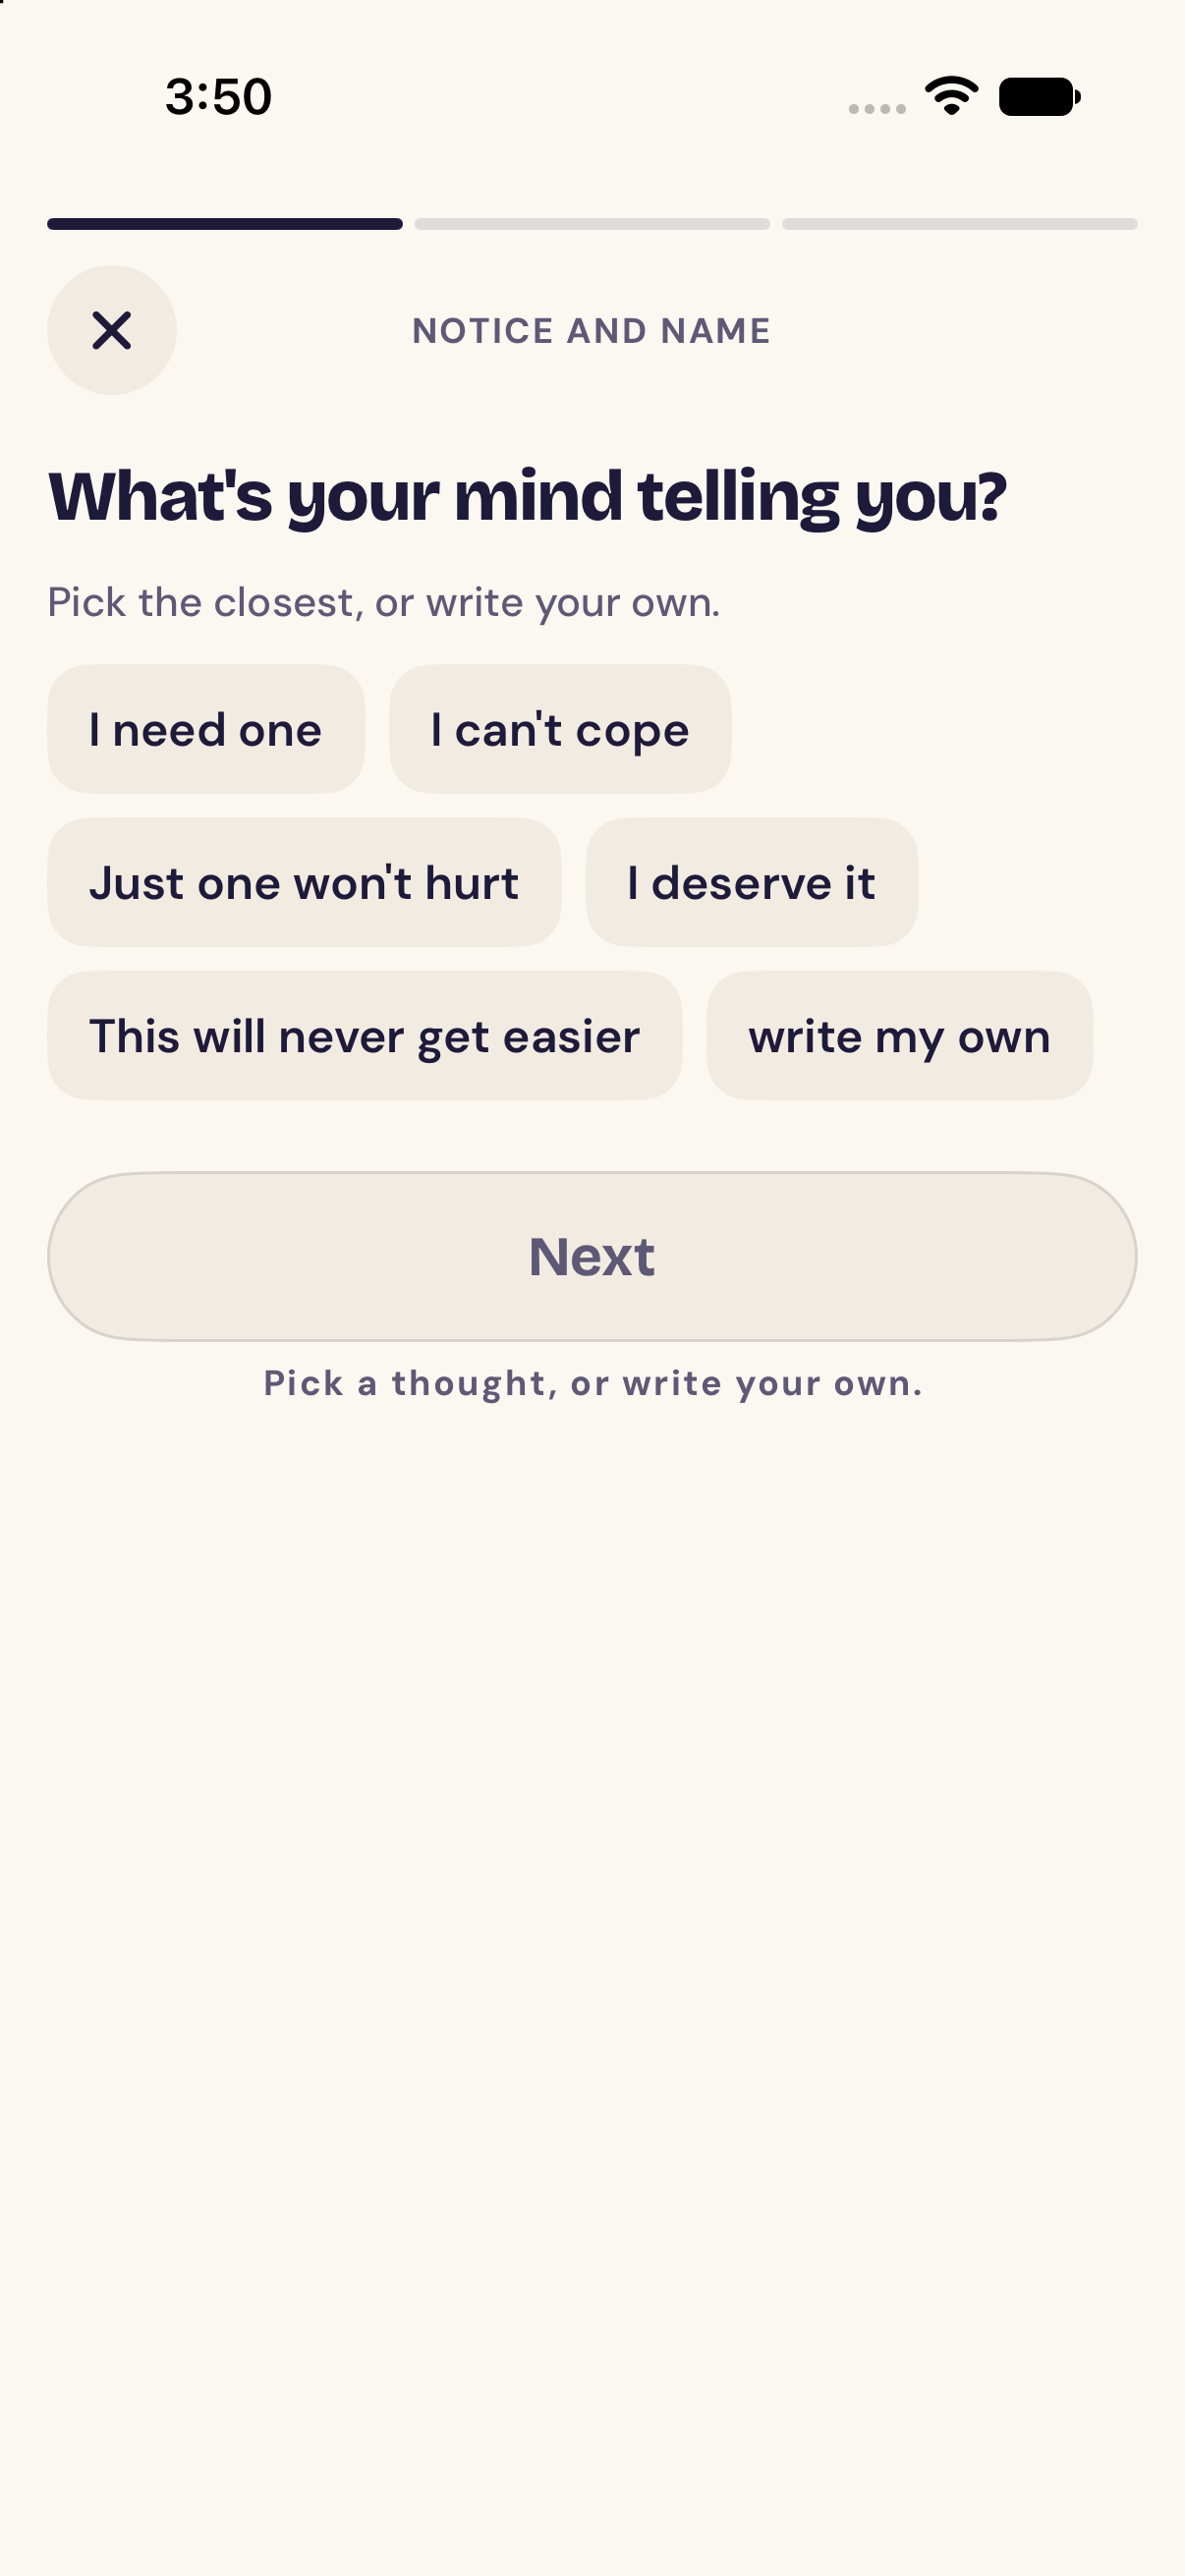 3:50
NOTICE AND NAME
What's your mind telling you?
Pick the closest, or write your own.
I need one
I can't cope
Just one won't hurt
I deserve it
This will never get easier
write my own
Next
Pick a thought, or write your own.